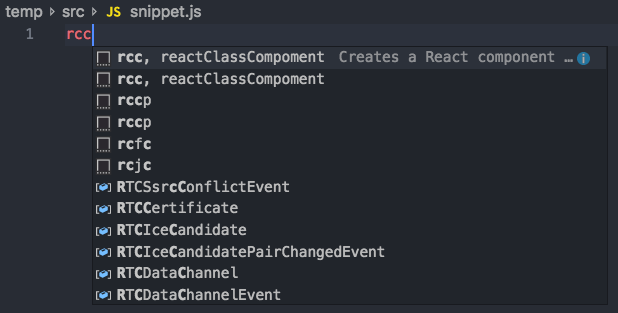 temp › src › JS snippet.js
1 rcc
rcc, reactClassCompoment Creates a React component …
rcc, reactClassCompoment
rccp
rccp
rcfc
rcjc
RTCSsrcConflictEvent
RTCCertificate
RTCIceCandidate
RTCIceCandidatePairChangedEvent
RTCDataChannel
RTCDataChannelEvent